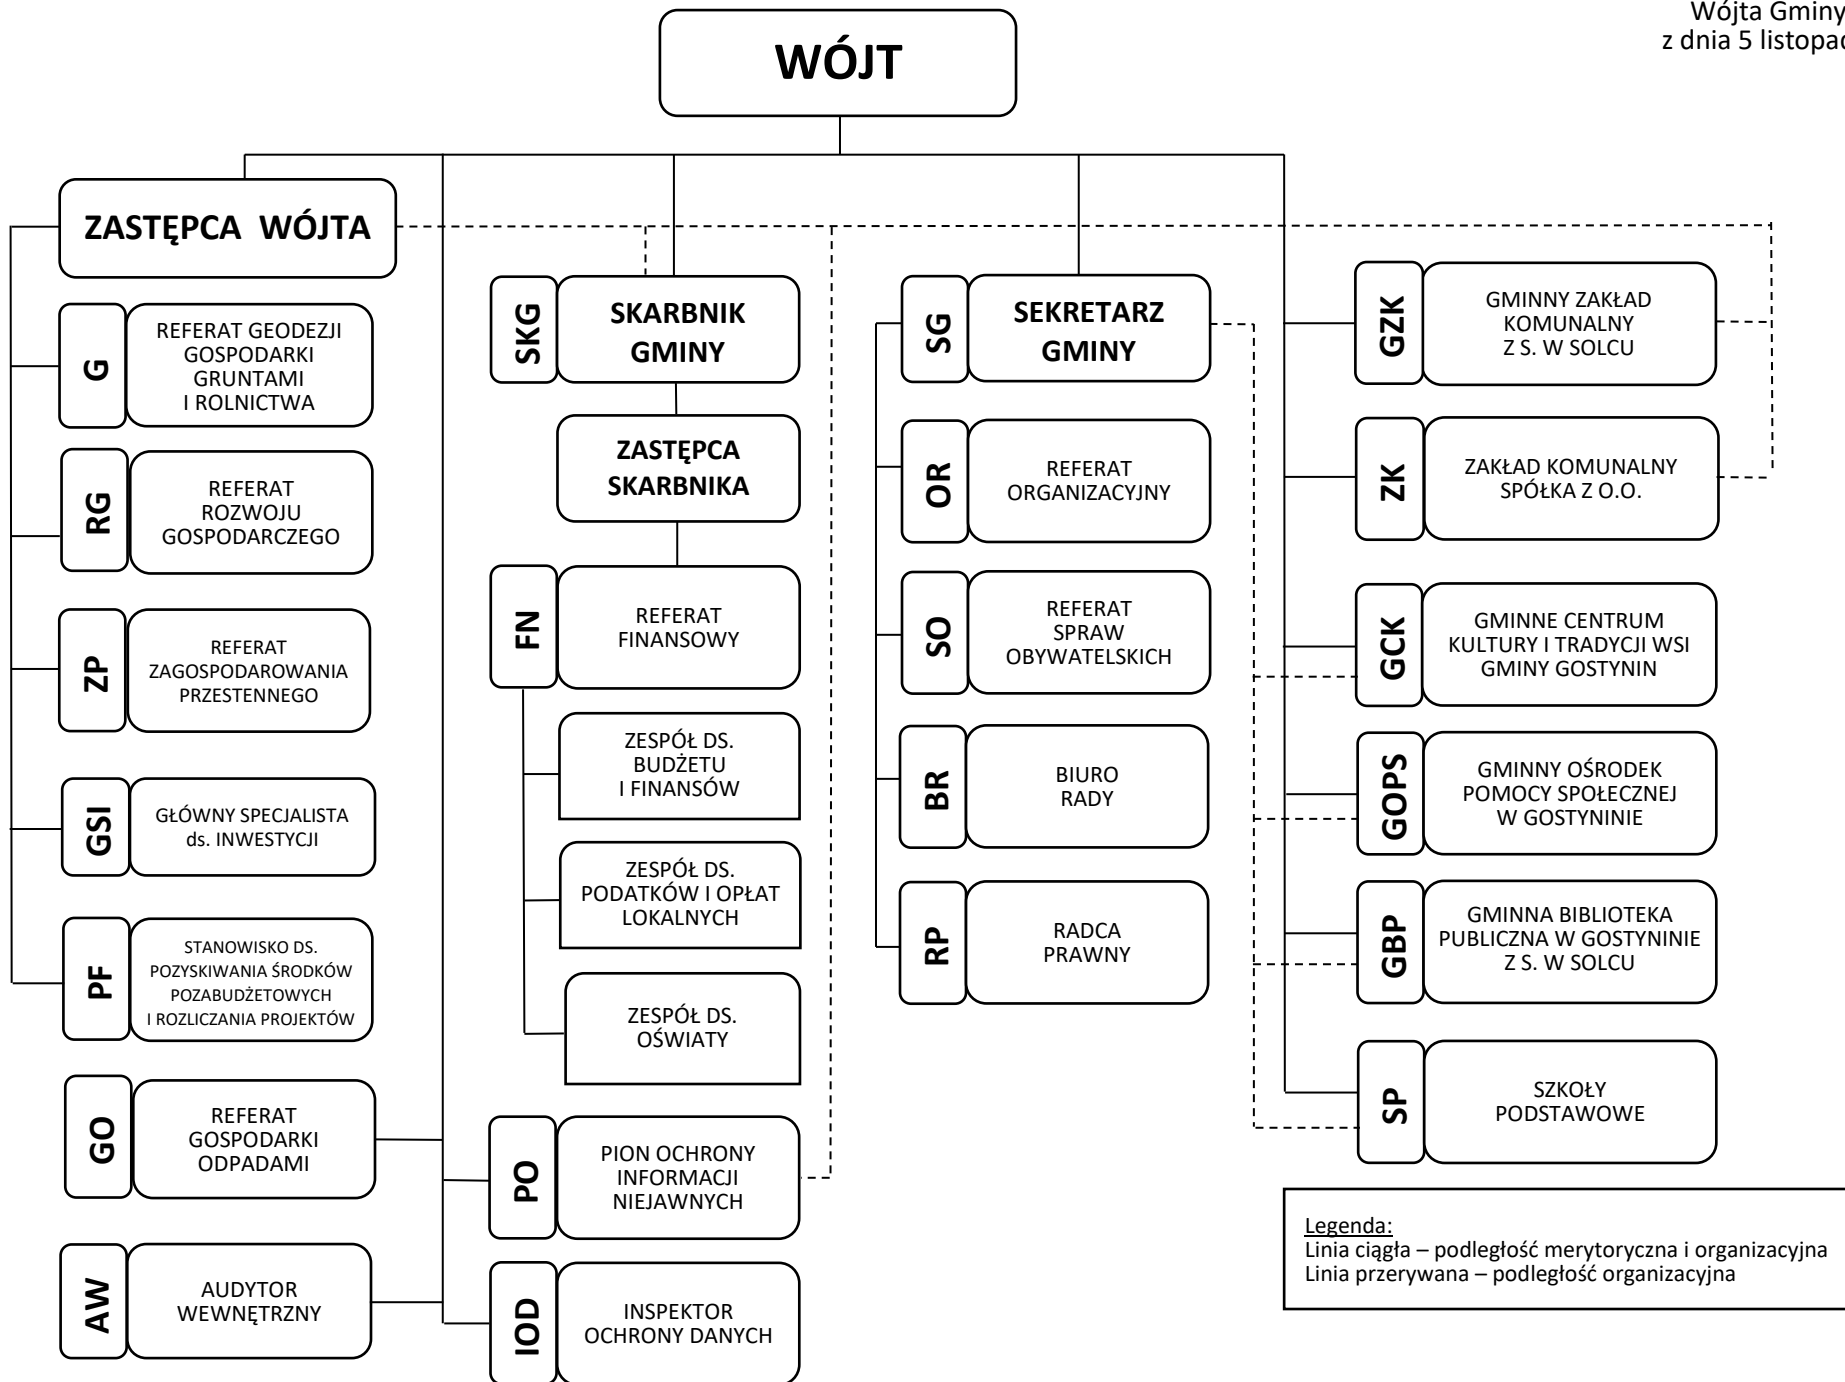 Wójta Gminy
z dnia 5 listopad
WÓJT
ZASTĘPCA WÓJTA
G
REFERAT GEODEZJI
GOSPODARKI
GRUNTAMI
I ROLNICTWA
RG
REFERAT
ROZWOJU
GOSPODARCZEGO
ZP
REFERAT
ZAGOSPODAROWANIA
PRZESTENNEGO
GSI
GŁÓWNY SPECJALISTA
ds. INWESTYCJI
PF
STANOWISKO DS.
POZYSKIWANIA ŚRODKÓW
POZABUDŻETOWYCH
I ROZLICZANIA PROJEKTÓW
GO
REFERAT
GOSPODARKI
ODPADAMI
AW
AUDYTOR
WEWNĘTRZNY
SKG
SKARBNIK
GMINY
ZASTĘPCA
SKARBNIKA
FN
REFERAT
FINANSOWY
ZESPÓŁ DS.
BUDŻETU
I FINANSÓW
ZESPÓŁ DS.
PODATKÓW I OPŁAT
LOKALNYCH
ZESPÓŁ DS.
OŚWIATY
PO
PION OCHRONY
INFORMACJI
NIEJAWNYCH
IOD
INSPEKTOR
OCHRONY DANYCH
SG
SEKRETARZ
GMINY
OR
REFERAT
ORGANIZACYJNY
SO
REFERAT
SPRAW
OBYWATELSKICH
BR
BIURO
RADY
RP
RADCA
PRAWNY
GZK
GMINNY ZAKŁAD
KOMUNALNY
Z S. W SOLCU
ZK
ZAKŁAD KOMUNALNY
SPÓŁKA Z O.O.
GCK
GMINNE CENTRUM
KULTURY I TRADYCJI WSI
GMINY GOSTYNIN
GOPS
GMINNY OŚRODEK
POMOCY SPOŁECZNEJ
W GOSTYNINIE
GBP
GMINNA BIBLIOTEKA
PUBLICZNA W GOSTYNINIE
Z S. W SOLCU
SP
SZKOŁY
PODSTAWOWE
Legenda:
Linia ciągła – podległość merytoryczna i organizacyjna
Linia przerywana – podległość organizacyjna